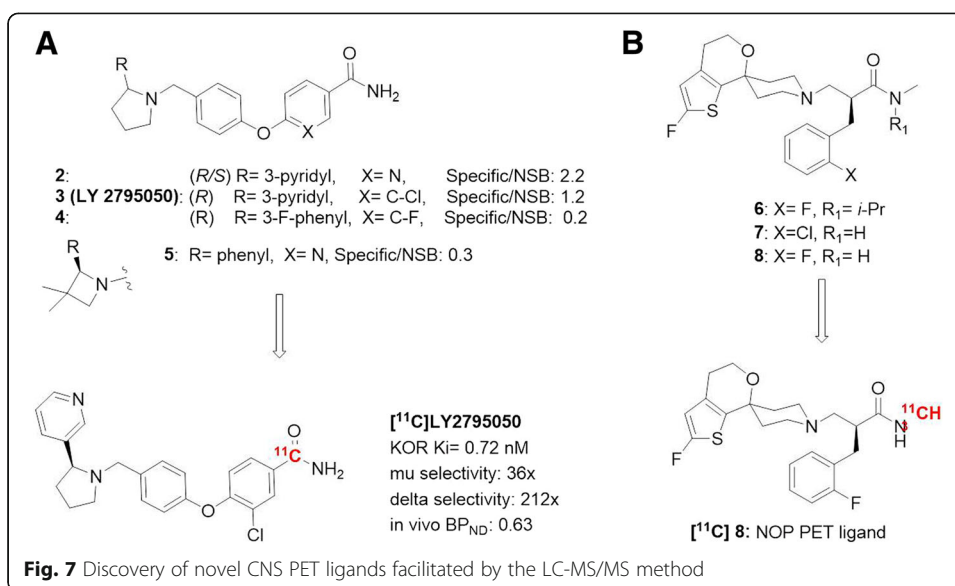 A
R
N
O
X
O
NH₂
2: (R/S) R= 3-pyridyl, X= N, Specific/NSB: 2.2
3 (LY 2795050): (R) R= 3-pyridyl, X= C-Cl, Specific/NSB: 1.2
4: (R) R= 3-F-phenyl, X= C-F, Specific/NSB: 0.2
R
N
5: R= phenyl, X= N, Specific/NSB: 0.3
N
N
O
Cl
O
¹¹C
NH₂
[¹¹C]LY2795050
KOR Ki= 0.72 nM
mu selectivity: 36x
delta selectivity: 212x
in vivo BP_ND: 0.63
B
O
S
F
N
O
N
R₁
X
6: X= F, R₁= i-Pr
7: X=Cl, R₁=H
8: X= F, R₁= H
O
S
F
N
O
¹¹CH₃
N
H
F
[¹¹C] 8: NOP PET ligand
Fig. 7 Discovery of novel CNS PET ligands facilitated by the LC-MS/MS method